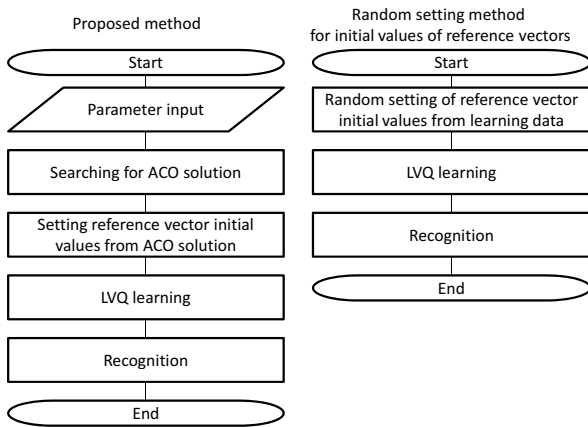 Proposed method
Start
Parameter input
Searching for ACO solution
Setting reference vector initial
values from ACO solution
LVQ learning
Recognition
End
Random setting method
for initial values of reference vectors
Start
Random setting of reference vector
initial values from learning data
LVQ learning
Recognition
End